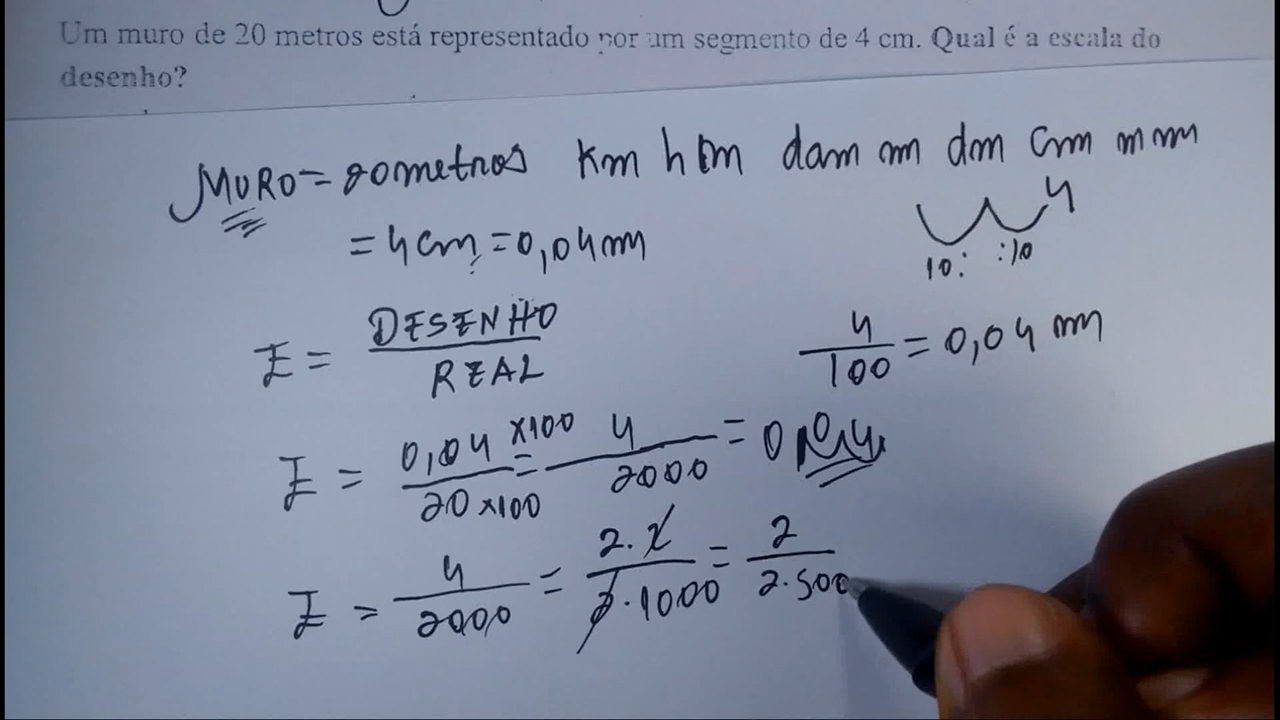 Um muro de 20 metros está representado por um segmento de 4 cm. Qual é a escala do
desenho?
MURO = 20 metros km hm dam m dm cm mm
= 4 cm = 0,04 m
4
10: :10
E = DESENHO / REAL
4 / 100 = 0,04 m
E = 0,04 x100 / 20 x100 = 4 / 2000 = 0,04
E = 4 / 2000 = 2.2 / 2.1000 = 2 / 2.500